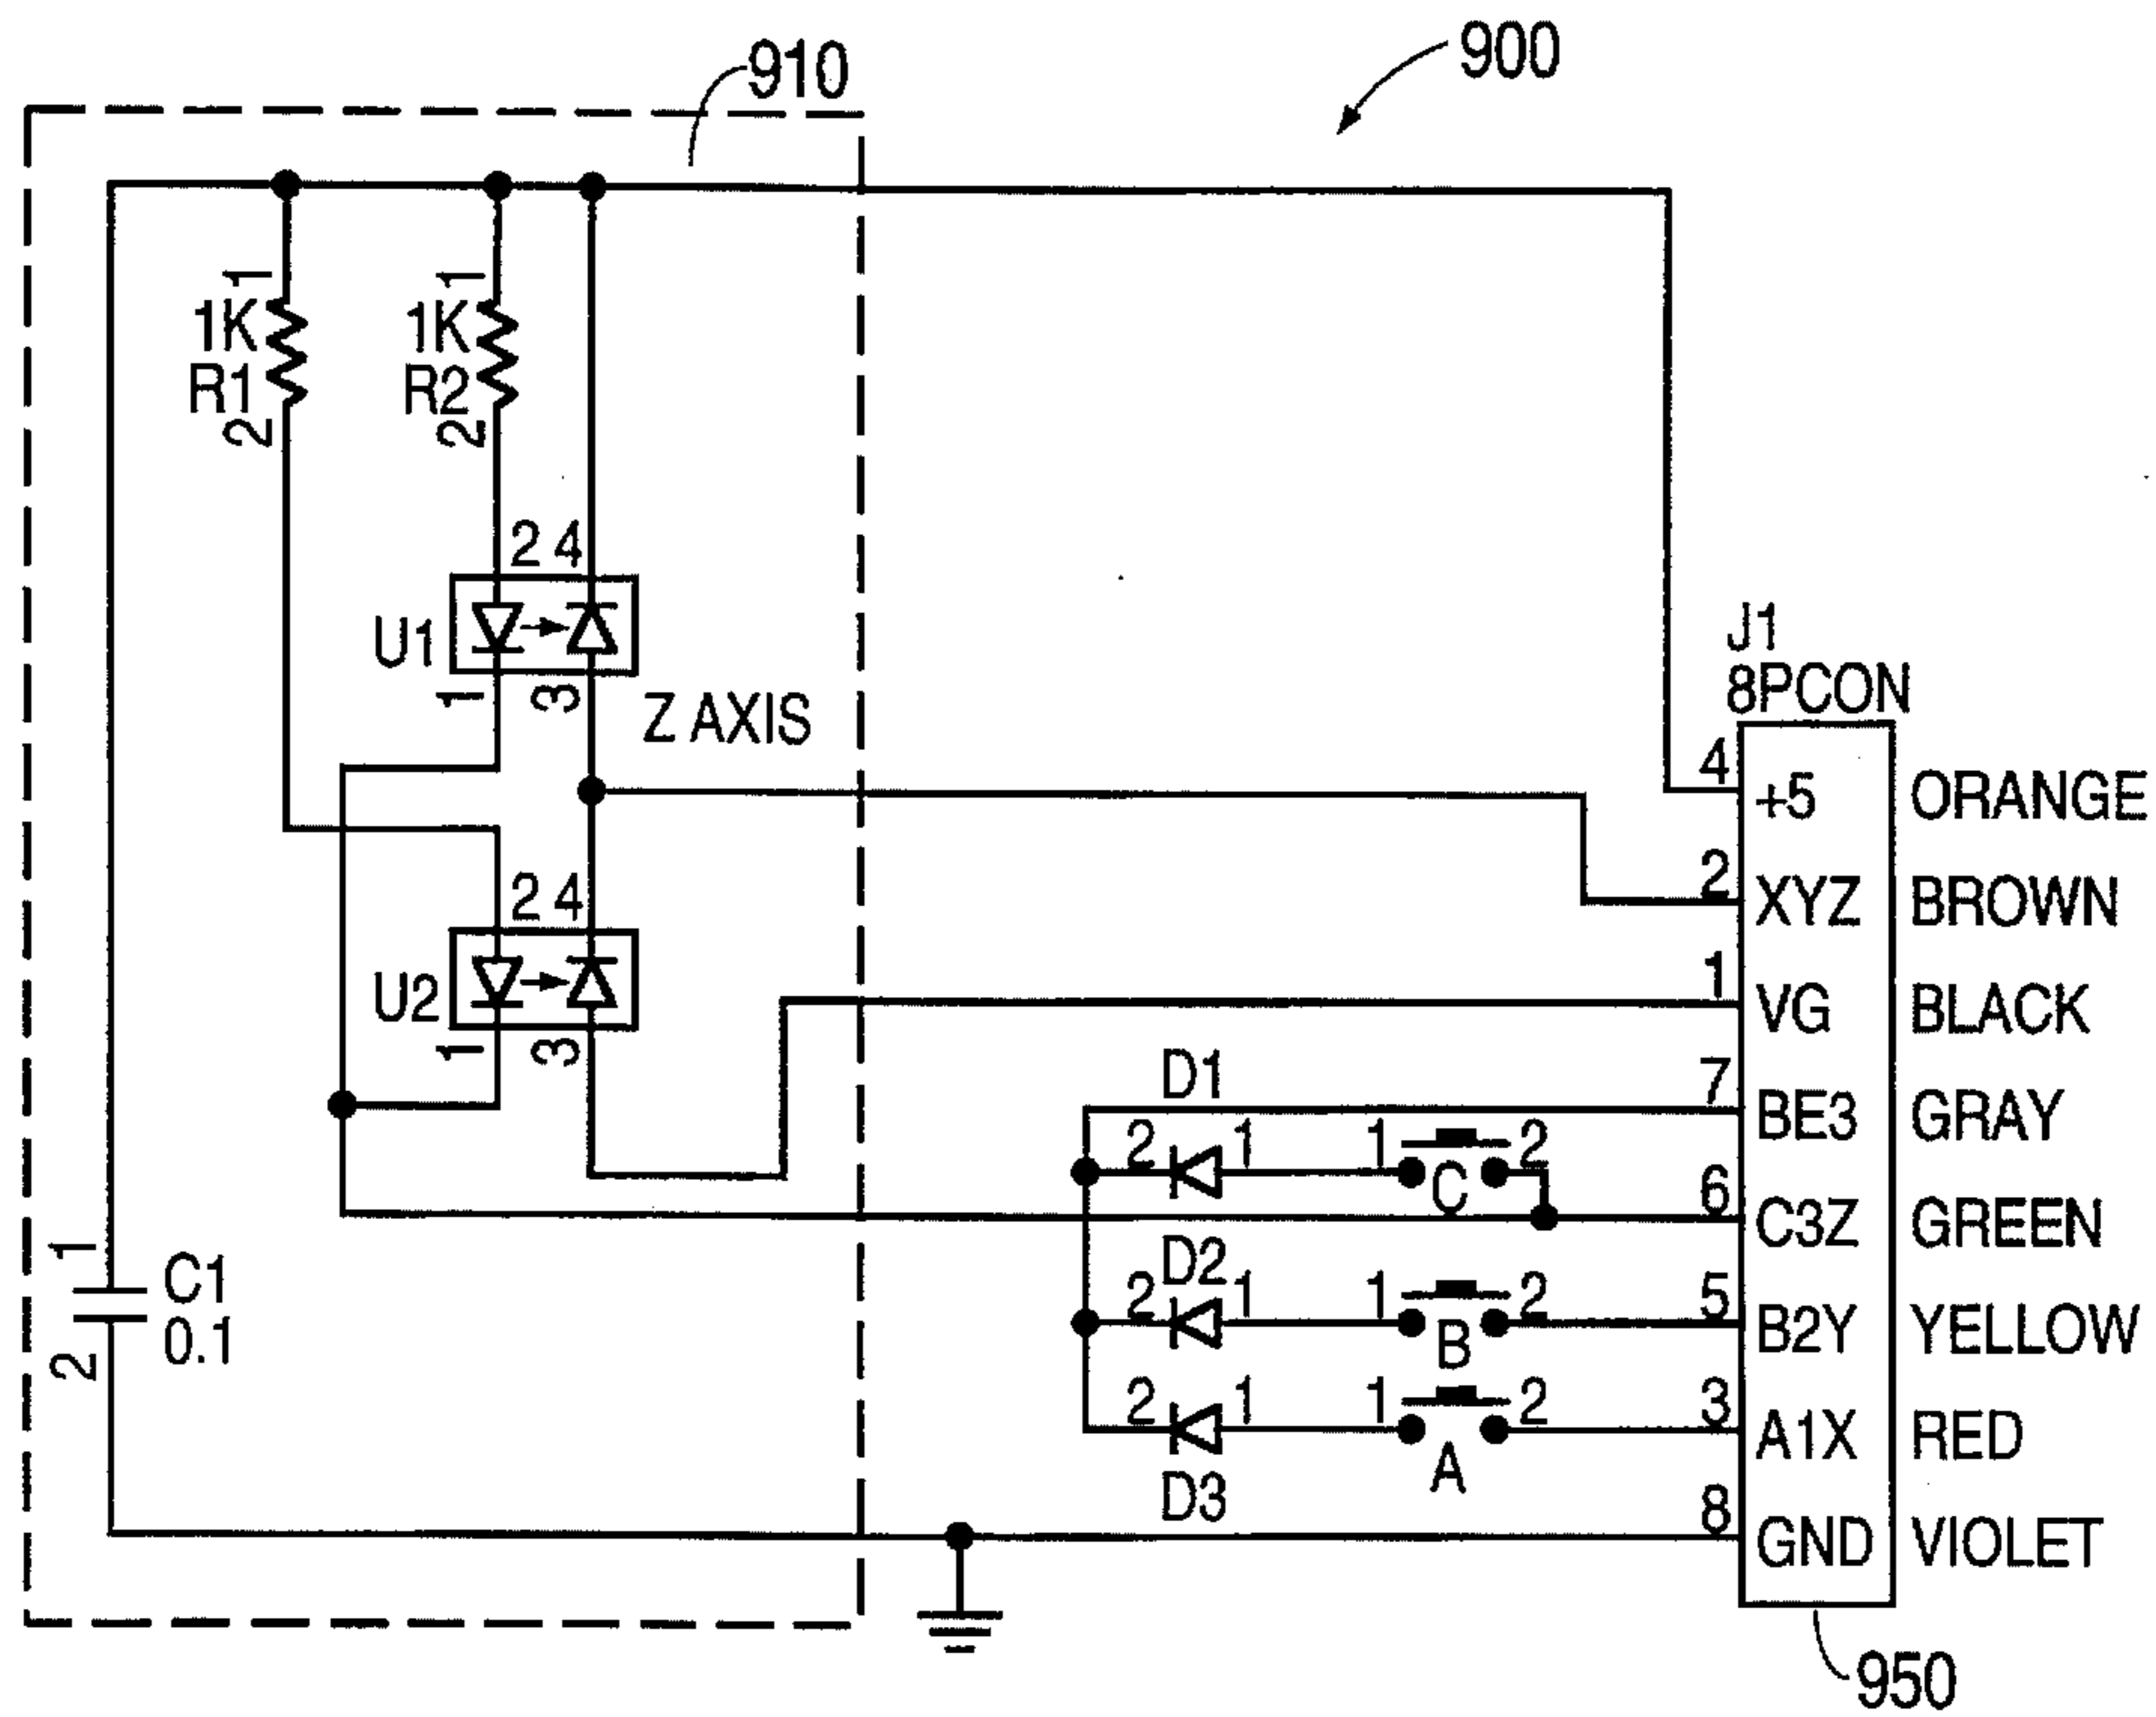 910
900
1
1K
R1
2
1
1K
R2
2
2 4
U1
1 3
Z AXIS
2 4
U2
1 3
1
C1
0.1
2
J1
8PCON
4 +5 ORANGE
2 XYZ BROWN
1 VG BLACK
7 BE3 GRAY
6 C3Z GREEN
5 B2Y YELLOW
3 A1X RED
8 GND VIOLET
D1
2 1 1 C 2
D2
2 1 1 B 2
2 1 1 A 2
D3
950